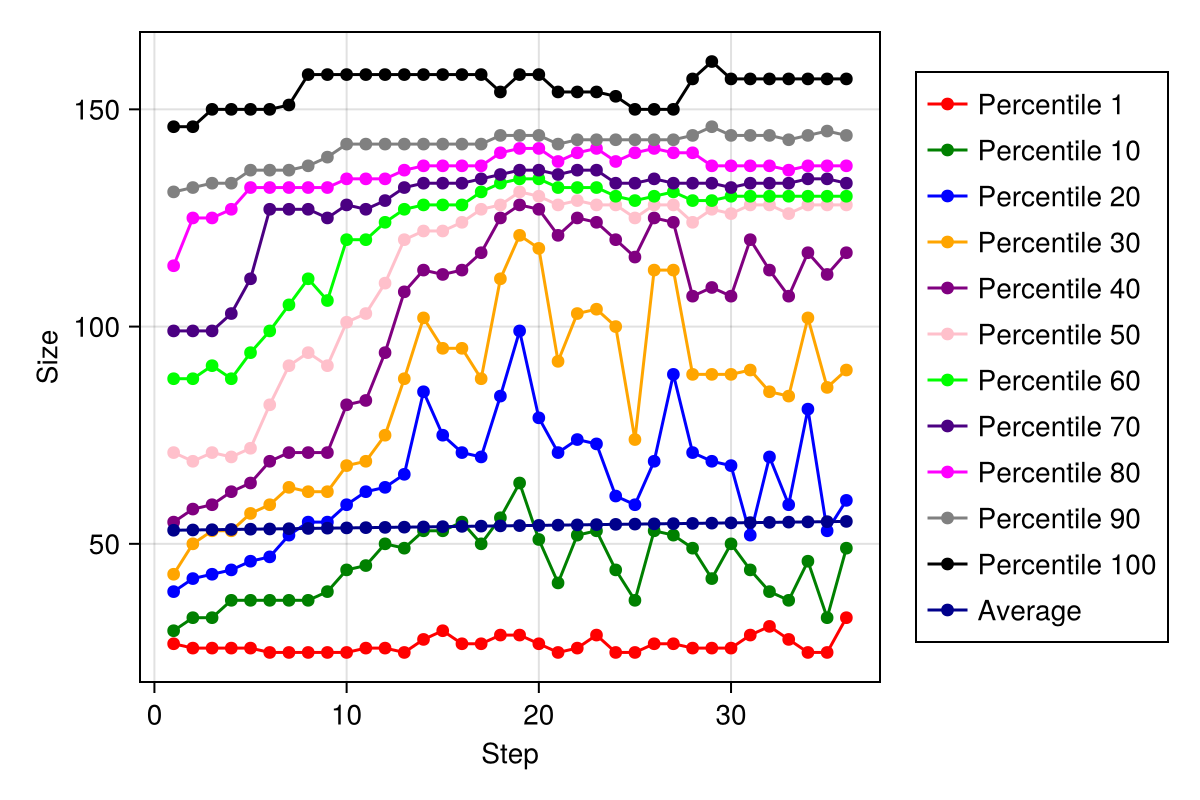 150
100
50
Size
0
10
20
30
Step
Percentile 1
Percentile 10
Percentile 20
Percentile 30
Percentile 40
Percentile 50
Percentile 60
Percentile 70
Percentile 80
Percentile 90
Percentile 100
Average